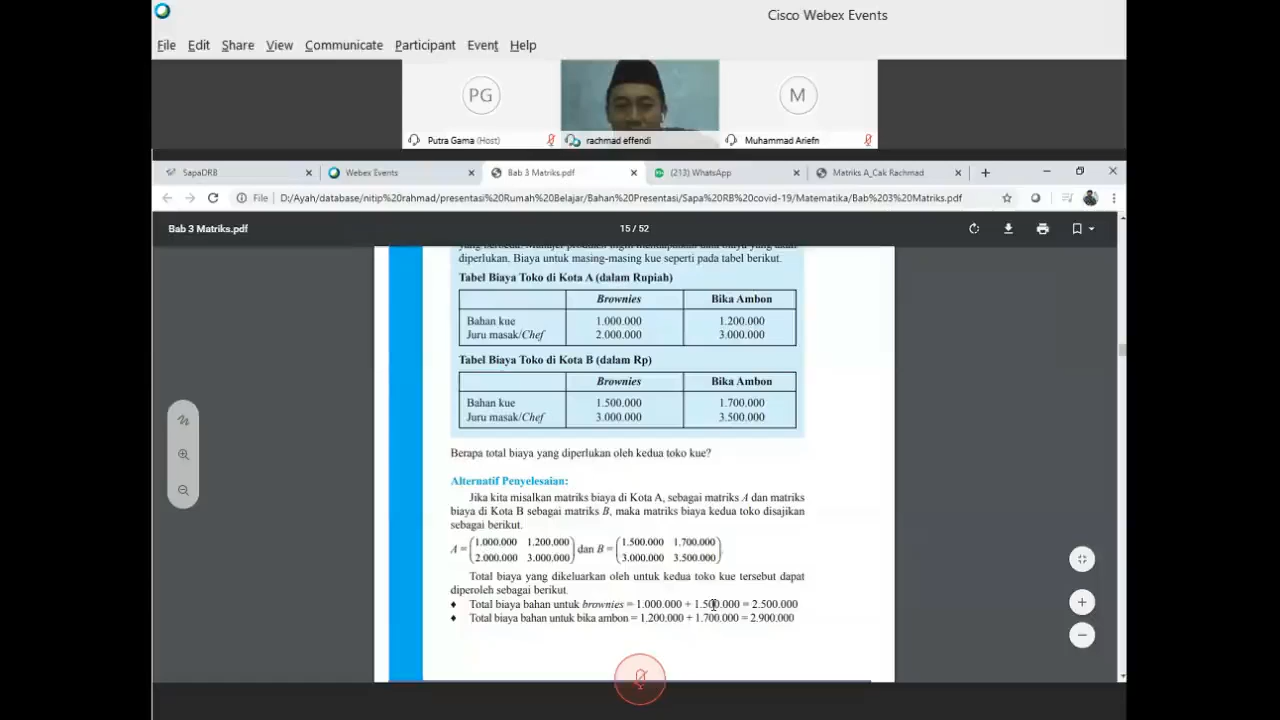 Cisco Webex Events
File Edit Share View Communicate Participant Event Help
PG M
Putra Gama (Host) rachmad effendi Muhammad Ariefn
SapaDRB Webex Events Bab 3 Matriks.pdf (213) WhatsApp Matriks A_Cak Rachmad
File D:/Ayah/database/nitip%20rahmad/presentasi%20Rumah%20Belajar/Bahan%20Presentasi/Sapa%20RB%20covid-19/Matematika/Bab%203%20Matriks.pdf
Bab 3 Matriks.pdf 15 / 52
yang berbeda. Manajer produksi ingin mendapatkan data biaya yang akan
diperlukan. Biaya untuk masing-masing kue seperti pada tabel berikut.
Tabel Biaya Toko di Kota A (dalam Rupiah)
Brownies Bika Ambon
Bahan kue 1.000.000 1.200.000
Juru masak/Chef 2.000.000 3.000.000
Tabel Biaya Toko di Kota B (dalam Rp)
Brownies Bika Ambon
Bahan kue 1.500.000 1.700.000
Juru masak/Chef 3.000.000 3.500.000
Berapa total biaya yang diperlukan oleh kedua toko kue?
Alternatif Penyelesaian:
Jika kita misalkan matriks biaya di Kota A, sebagai matriks A dan matriks
biaya di Kota B sebagai matriks B, maka matriks biaya kedua toko disajikan
sebagai berikut.
A = (1.000.000 1.200.000 dan B = (1.500.000 1.700.000
2.000.000 3.000.000) 3.000.000 3.500.000).
Total biaya yang dikeluarkan oleh untuk kedua toko kue tersebut dapat
diperoleh sebagai berikut.
♦ Total biaya bahan untuk brownies = 1.000.000 + 1.500.000 = 2.500.000
♦ Total biaya bahan untuk bika ambon = 1.200.000 + 1.700.000 = 2.900.000